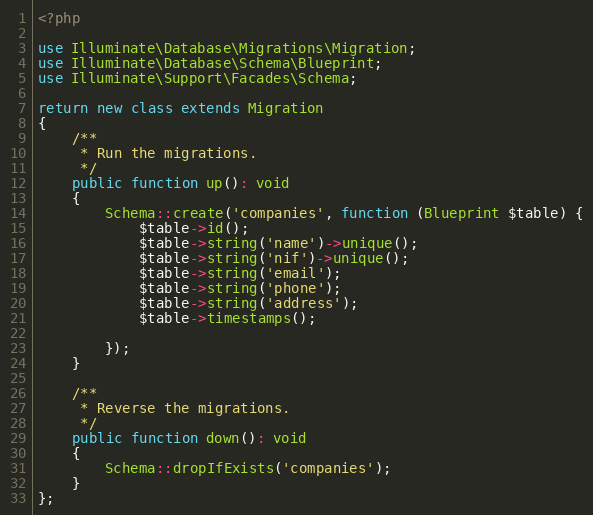 1 <?php
2
3 use Illuminate\Database\Migrations\Migration;
4 use Illuminate\Database\Schema\Blueprint;
5 use Illuminate\Support\Facades\Schema;
6
7 return new class extends Migration
8 {
9     /**
10      * Run the migrations.
11      */
12     public function up(): void
13     {
14         Schema::create('companies', function (Blueprint $table) {
15             $table->id();
16             $table->string('name')->unique();
17             $table->string('nif')->unique();
18             $table->string('email');
19             $table->string('phone');
20             $table->string('address');
21             $table->timestamps();
22
23         });
24     }
25
26     /**
27      * Reverse the migrations.
28      */
29     public function down(): void
30     {
31         Schema::dropIfExists('companies');
32     }
33 };